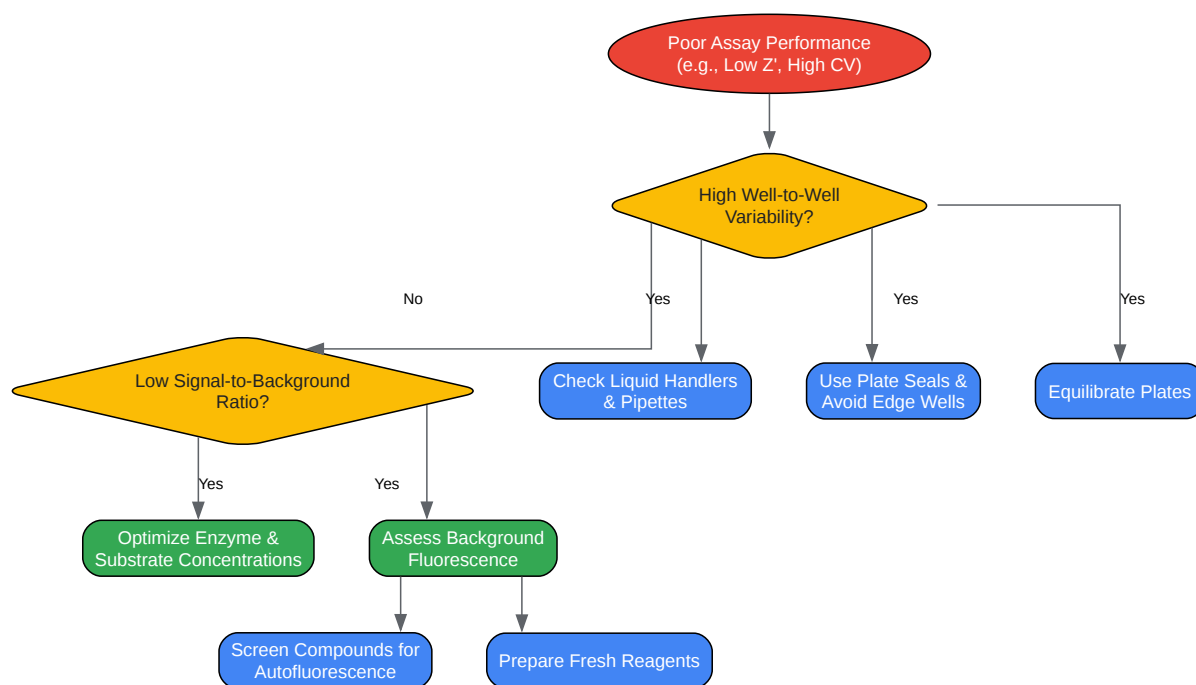 Poor Assay Performance
(e.g., Low Z', High CV)
High Well-to-Well
Variability?
No
Yes
Yes
Yes
Low Signal-to-Background
Ratio?
Check Liquid Handlers
& Pipettes
Use Plate Seals &
Avoid Edge Wells
Equilibrate Plates
Yes
Yes
Optimize Enzyme &
Substrate Concentrations
Assess Background
Fluorescence
Screen Compounds for
Autofluorescence
Prepare Fresh Reagents